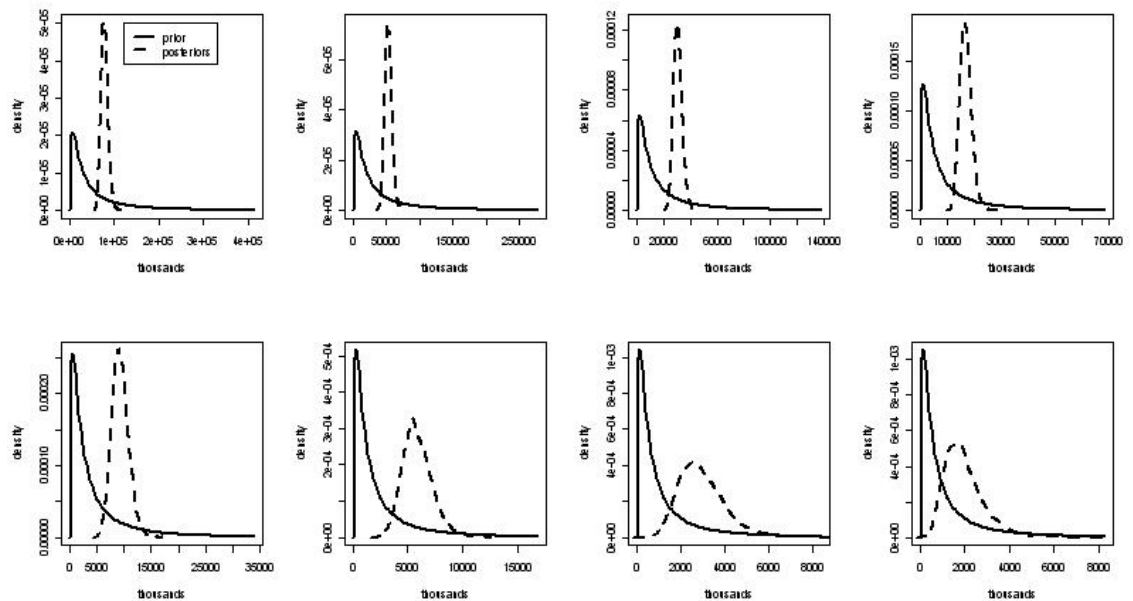 prior
posteriors
density
0e+00 1e-05 2e-05 3e-05 4e-05 5e-05
0e+00 1e+05 2e+05 3e+05 4e+05
thousands
density
0e+00 2e-05 4e-05 6e-05
0 50000 150000 250000
thousands
density
0.00000 0.00004 0.00008 0.00012
0 20000 60000 100000 140000
thousands
density
0.00000 0.00005 0.00010 0.00015
0 10000 30000 50000 70000
thousands
density
0.00000 0.00010 0.00020
0 5000 15000 25000 35000
thousands
density
0e+00 2e-04 3e-04 4e-04 5e-04
0 5000 10000 15000
thousands
density
0e+00 2e-04 4e-04 6e-04 8e-04 1e-03
0 2000 4000 6000 8000
thousands
density
0e+00 2e-04 4e-04 6e-04 8e-04 1e-03
0 2000 4000 6000 8000
thousands